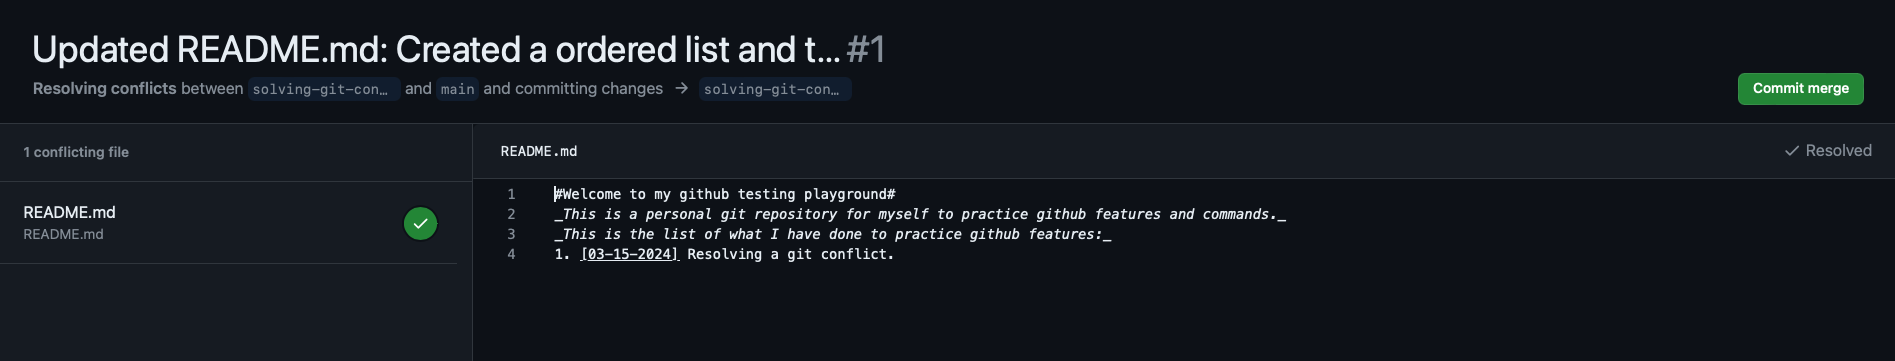 Updated README.md: Created a ordered list and t... #1
Resolving conflicts between solving-git-con... and main and committing changes → solving-git-con...
Commit merge
1 conflicting file
README.md
README.md
README.md
Resolved
1 #Welcome to my github testing playground#
2 _This is a personal git repository for myself to practice github features and commands._
3 _This is the list of what I have done to practice github features:_
4 1. [03-15-2024] Resolving a git conflict.